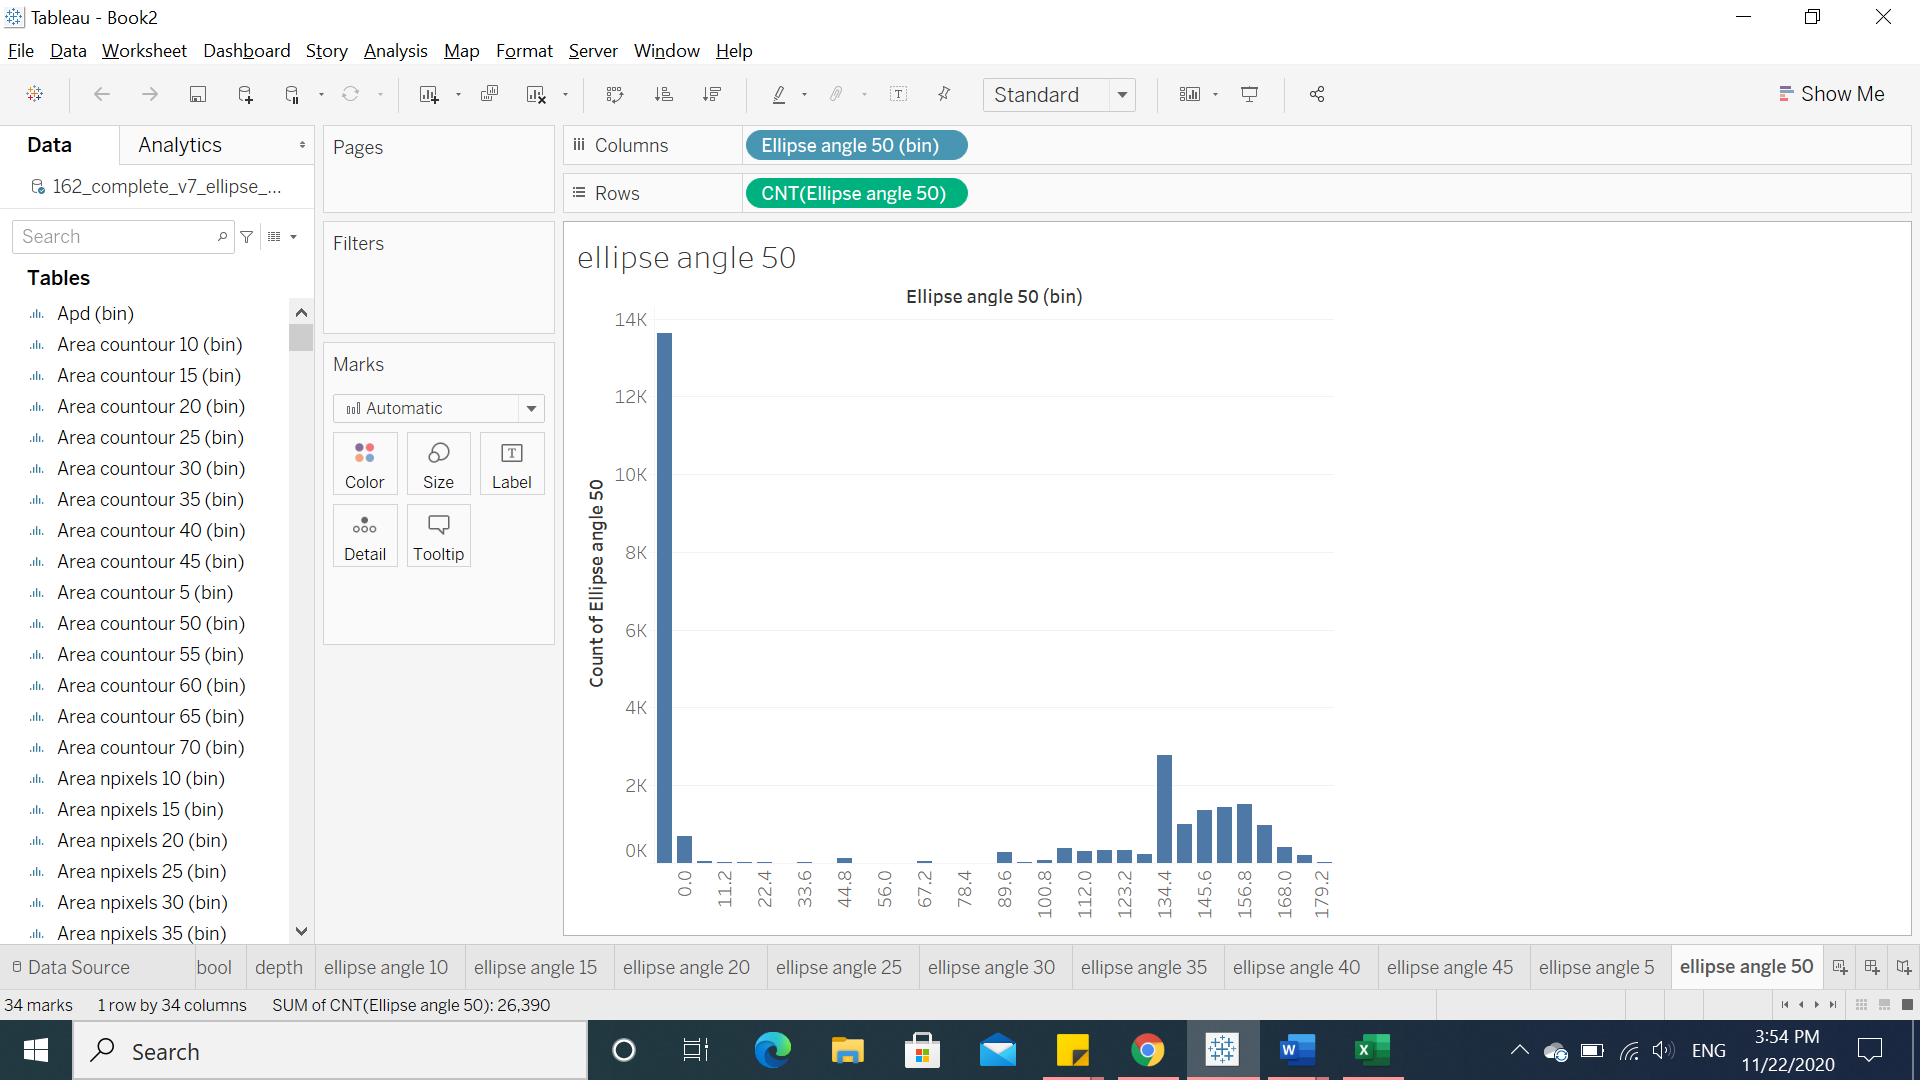 Tableau - Book2
File Data Worksheet Dashboard Story Analysis Map Format Server Window Help
Standard
Show Me
Data Analytics
162_complete_v7_ellipse_...
Search
Tables
Apd (bin)
Area countour 10 (bin)
Area countour 15 (bin)
Area countour 20 (bin)
Area countour 25 (bin)
Area countour 30 (bin)
Area countour 35 (bin)
Area countour 40 (bin)
Area countour 45 (bin)
Area countour 5 (bin)
Area countour 50 (bin)
Area countour 55 (bin)
Area countour 60 (bin)
Area countour 65 (bin)
Area countour 70 (bin)
Area npixels 10 (bin)
Area npixels 15 (bin)
Area npixels 20 (bin)
Area npixels 25 (bin)
Area npixels 30 (bin)
Area npixels 35 (bin)
Pages
Filters
Marks
Automatic
Color Size Label
Detail Tooltip
Columns Ellipse angle 50 (bin)
Rows CNT(Ellipse angle 50)
ellipse angle 50
Ellipse angle 50 (bin)
Count of Ellipse angle 50
14K
12K
10K
8K
6K
4K
2K
0K
0.0 11.2 22.4 33.6 44.8 56.0 67.2 78.4 89.6 100.8 112.0 123.2 134.4 145.6 156.8 168.0 179.2
Data Source bool depth ellipse angle 10 ellipse angle 15 ellipse angle 20 ellipse angle 25 ellipse angle 30 ellipse angle 35 ellipse angle 40 ellipse angle 45 ellipse angle 5 ellipse angle 50
34 marks 1 row by 34 columns SUM of CNT(Ellipse angle 50): 26,390
Search
ENG
3:54 PM
11/22/2020